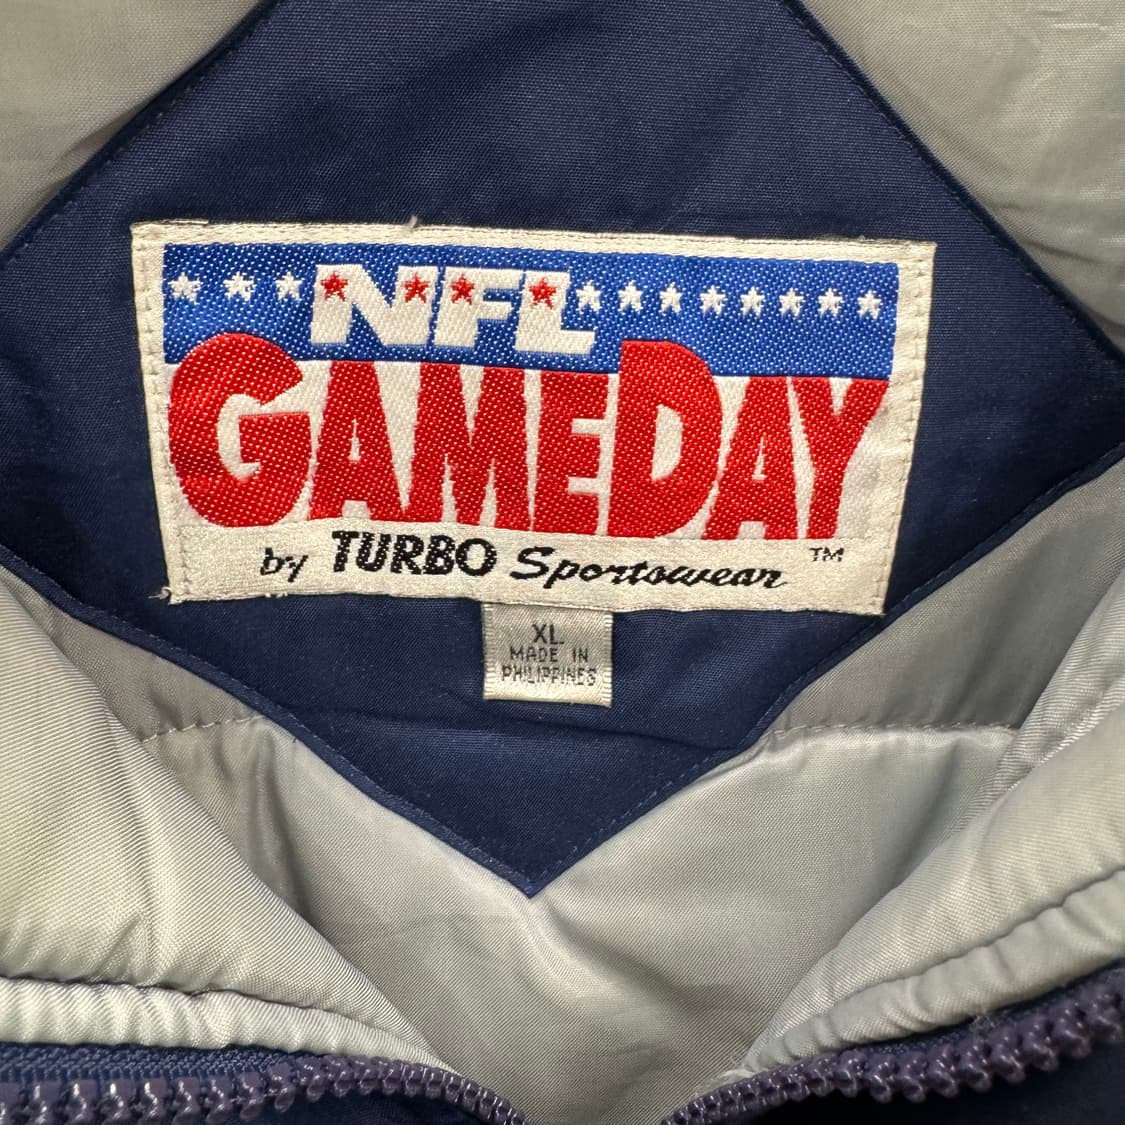 NFL
GAMEDAY
by TURBO Sportswear ™
XL
MADE IN
PHILIPPINES